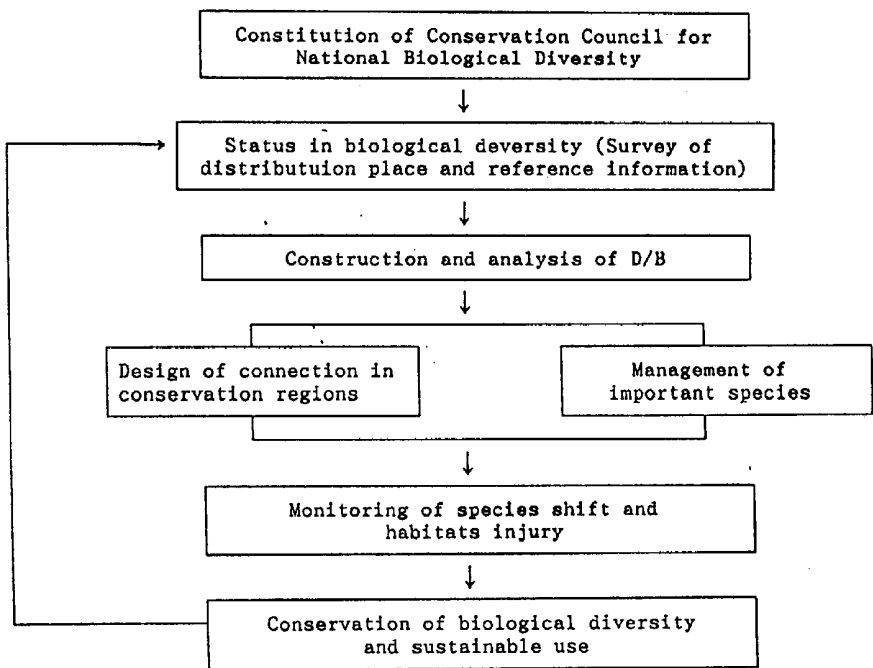 Constitution of Conservation Council for
National Biological Diversity
Status in biological deversity (Survey of
distributuion place and reference information)
Construction and analysis of D/B
Design of connection in
conservation regions
Management of
important species
Monitoring of species shift and
habitats injury
Conservation of biological diversity
and sustainable use